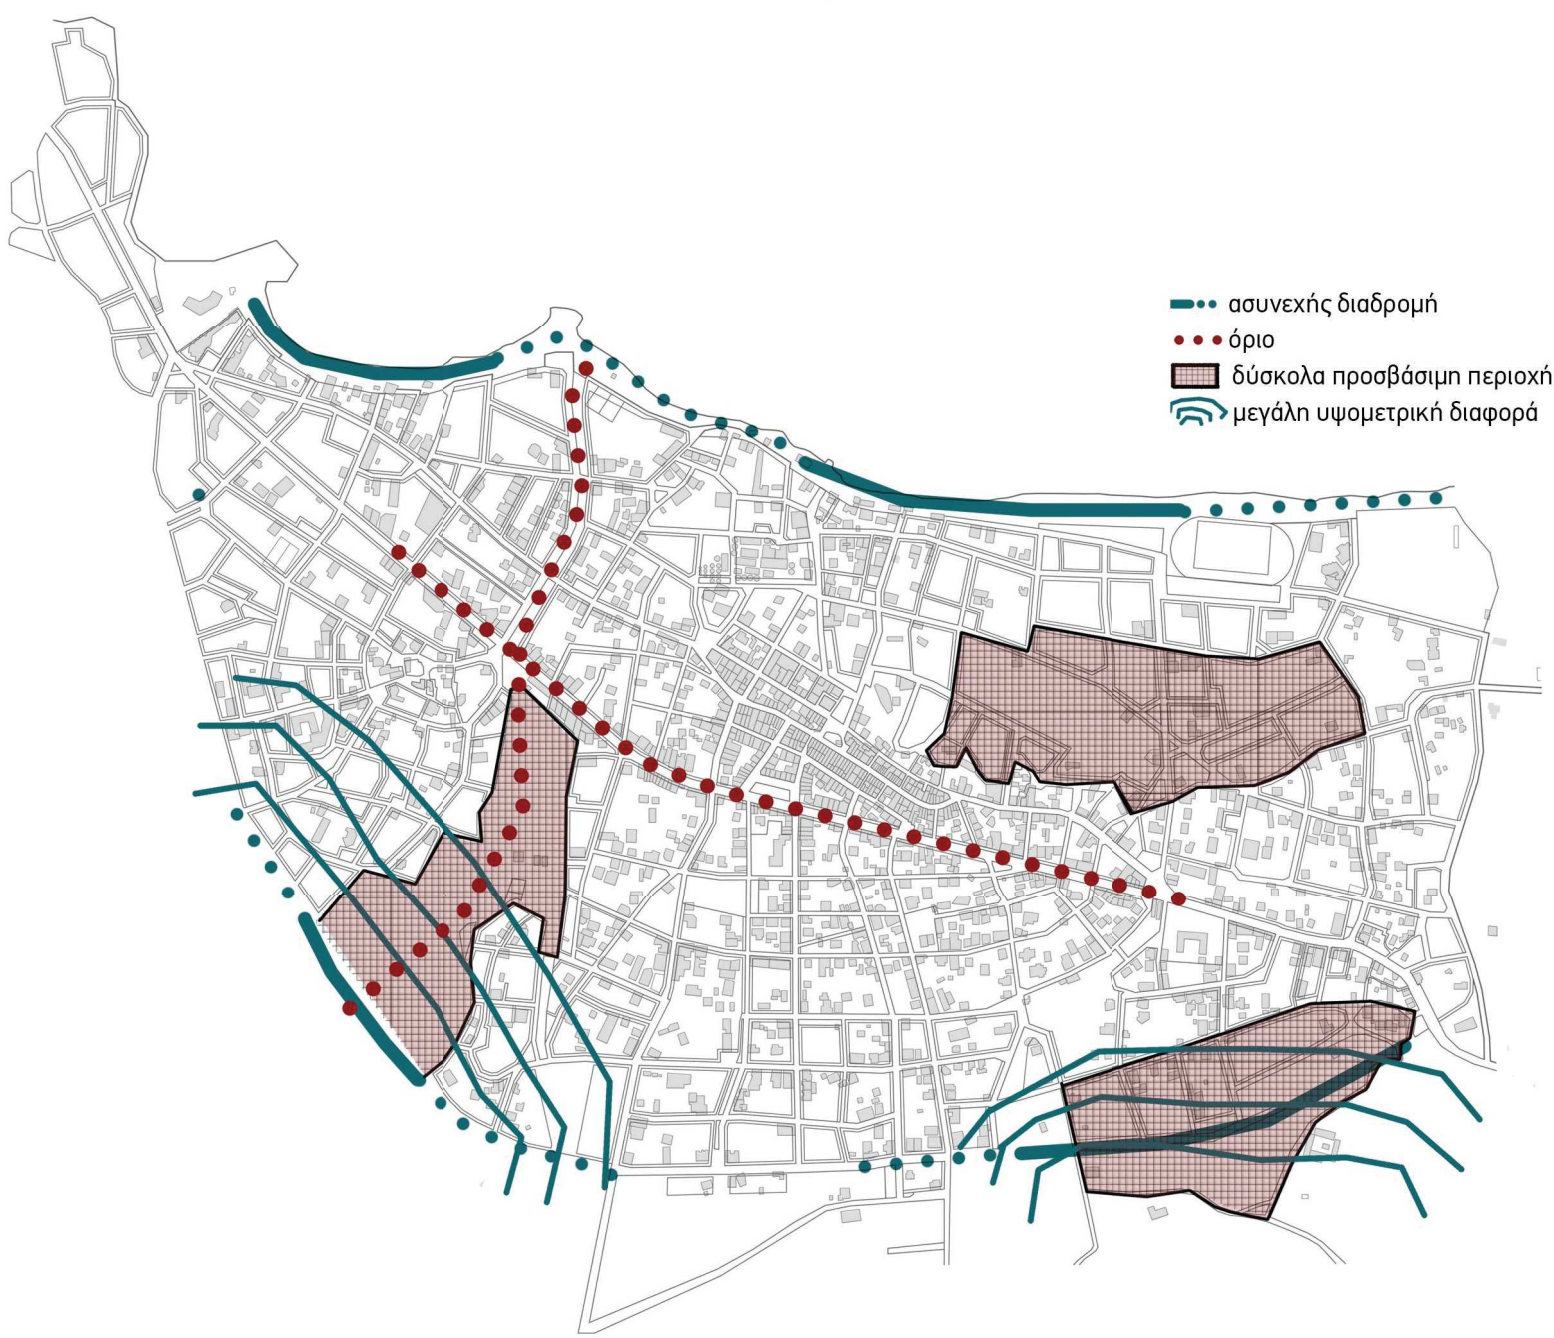 ασυνεχής διαδρομή
όριο
δύσκολα προσβάσιμη περιοχή
μεγάλη υψομετρική διαφορά